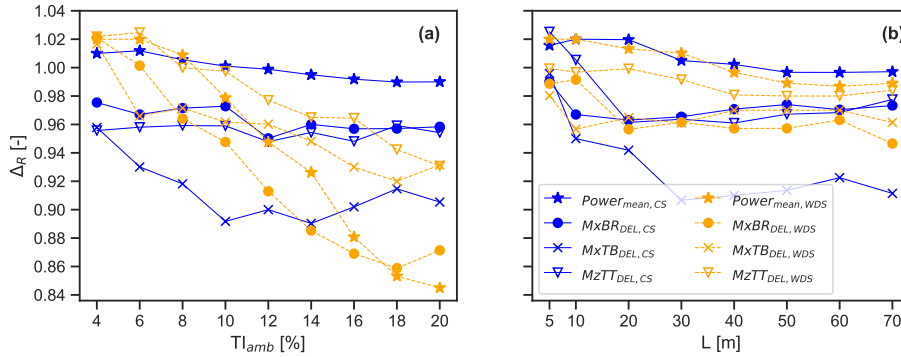 (a)
1.04
1.02
1.00
0.98
0.96
0.94
0.92
0.90
0.88
0.86
0.84
Δ_R [-]
4 6 8 10 12 14 16 18 20
TI_amb [%]
(b)
Power_mean, CS Power_mean, WDS
MxBR_DEL, CS MxBR_DEL, WDS
MxTB_DEL, CS MxTB_DEL, WDS
MzTT_DEL, CS MzTT_DEL, WDS
5 10 20 30 40 50 60 70
L [m]